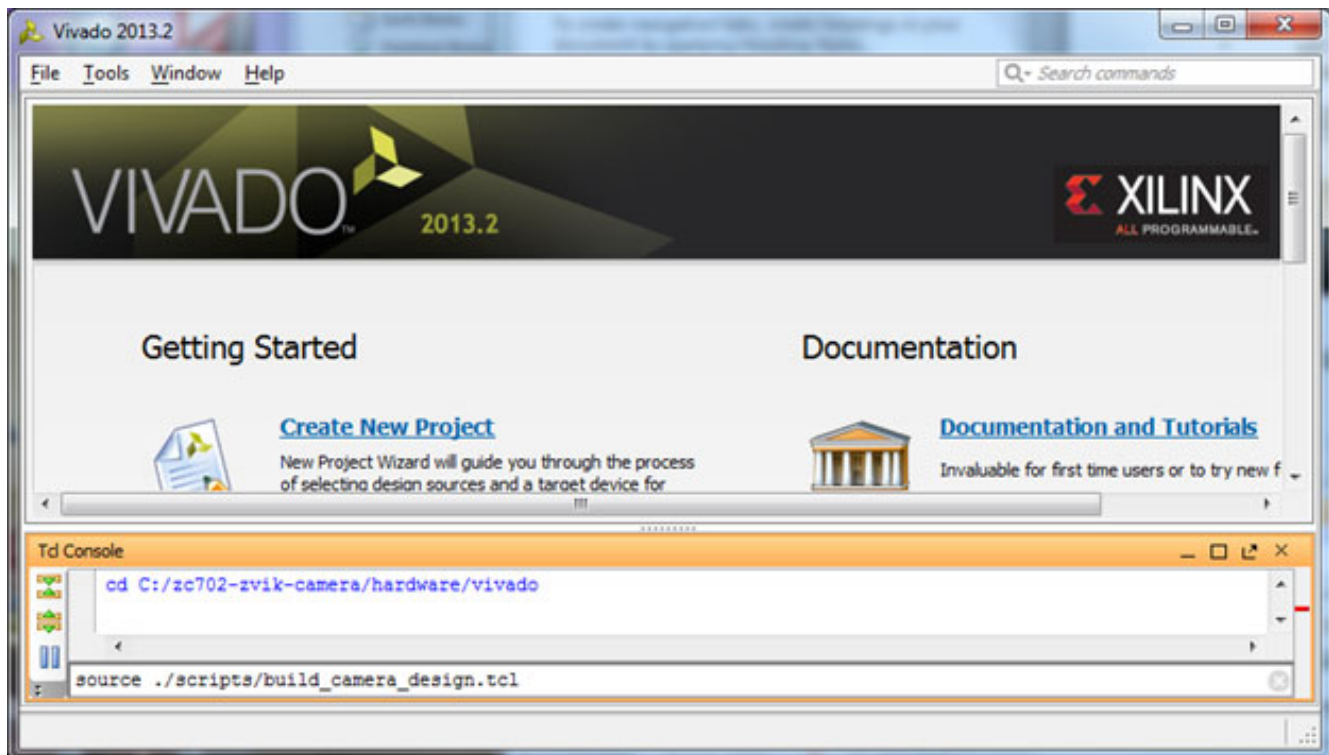 Vivado 2013.2
File Tools Window Help
Search commands
VIVADO™ 2013.2
XILINX
ALL PROGRAMMABLE™
Getting Started
Documentation
Create New Project
New Project Wizard will guide you through the process
of selecting design sources and a target device for
Documentation and Tutorials
Invaluable for first time users or to try new f
Tcl Console
cd C:/zc702-zvik-camera/hardware/vivado
source ./scripts/build_camera_design.tcl